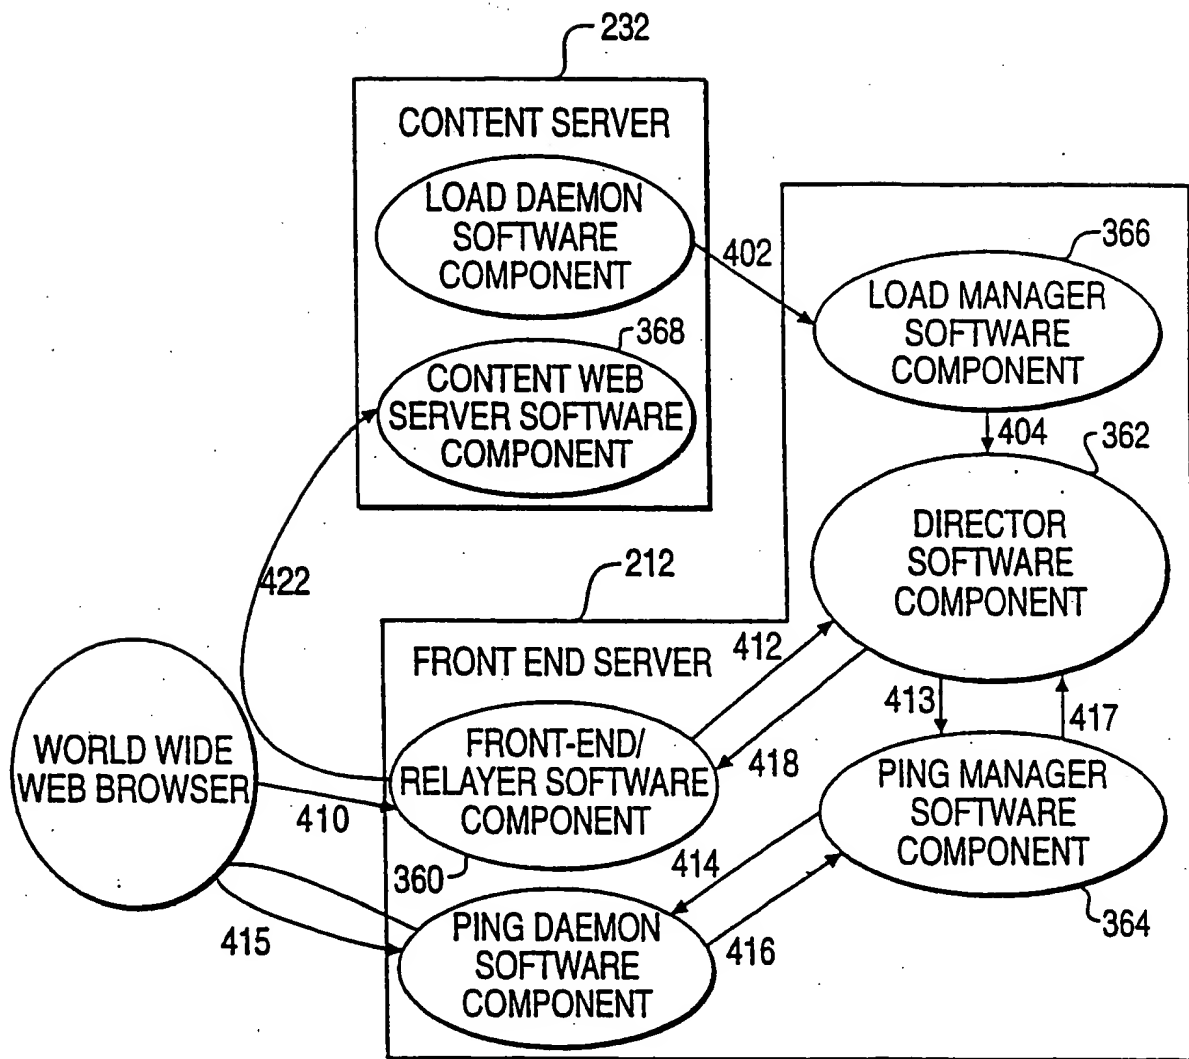 232
CONTENT SERVER
LOAD DAEMON
SOFTWARE
COMPONENT
402
366
LOAD MANAGER
SOFTWARE
COMPONENT
368
CONTENT WEB
SERVER SOFTWARE
COMPONENT
404
362
DIRECTOR
SOFTWARE
COMPONENT
422
212
FRONT END SERVER
412
413
417
WORLD WIDE
WEB BROWSER
FRONT-END/
RELAYER SOFTWARE
COMPONENT
418
PING MANAGER
SOFTWARE
COMPONENT
410
360
414
364
415
PING DAEMON
SOFTWARE
COMPONENT
416